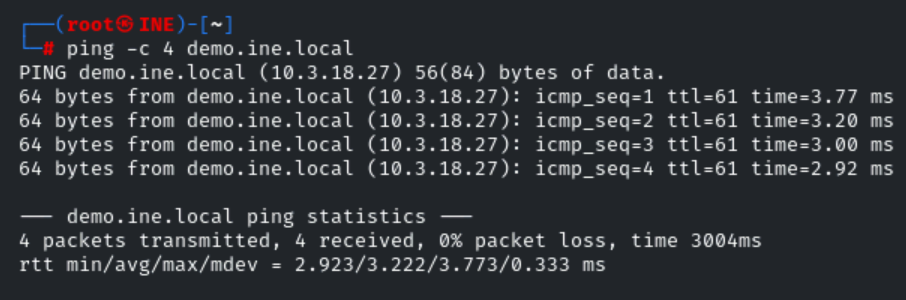 ┌──(root㉿INE)-[~]
└─# ping -c 4 demo.ine.local
PING demo.ine.local (10.3.18.27) 56(84) bytes of data.
64 bytes from demo.ine.local (10.3.18.27): icmp_seq=1 ttl=61 time=3.77 ms
64 bytes from demo.ine.local (10.3.18.27): icmp_seq=2 ttl=61 time=3.20 ms
64 bytes from demo.ine.local (10.3.18.27): icmp_seq=3 ttl=61 time=3.00 ms
64 bytes from demo.ine.local (10.3.18.27): icmp_seq=4 ttl=61 time=2.92 ms
--- demo.ine.local ping statistics ---
4 packets transmitted, 4 received, 0% packet loss, time 3004ms
rtt min/avg/max/mdev = 2.923/3.222/3.773/0.333 ms